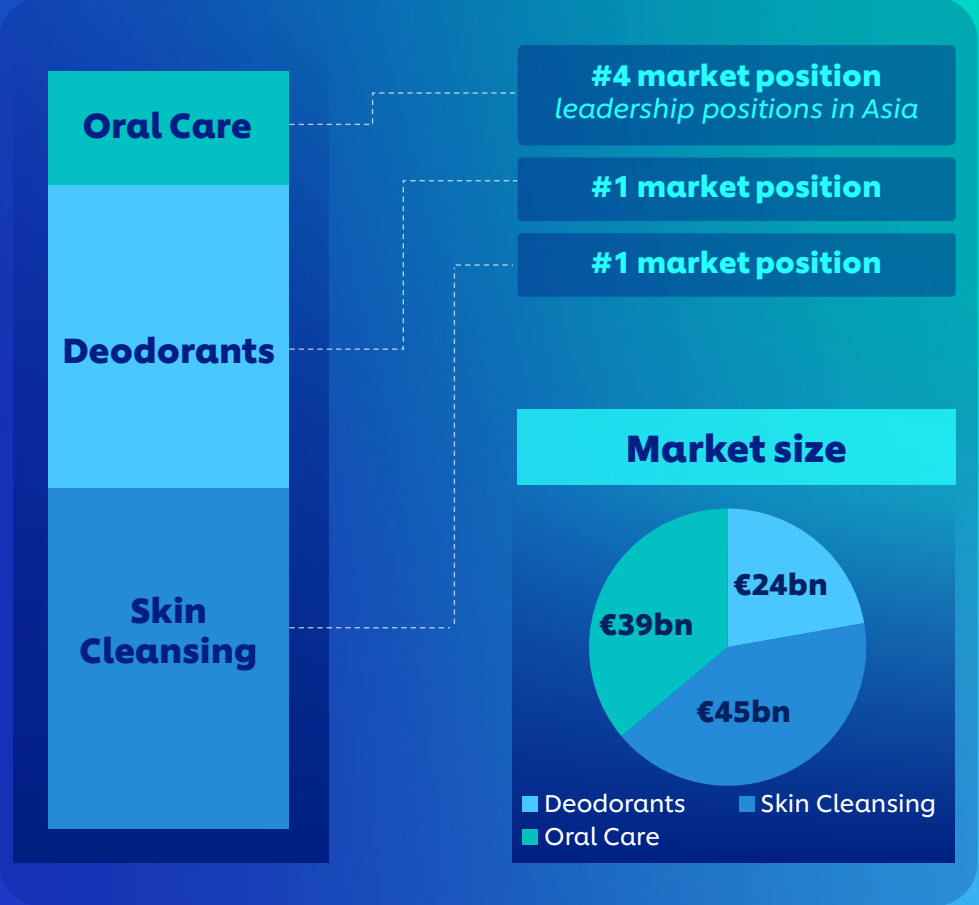 Oral Care
Deodorants
Skin
Cleansing
#4 market position
leadership positions in Asia
#1 market position
#1 market position
Market size
€24bn
€39bn
€45bn
Deodorants
Skin Cleansing
Oral Care